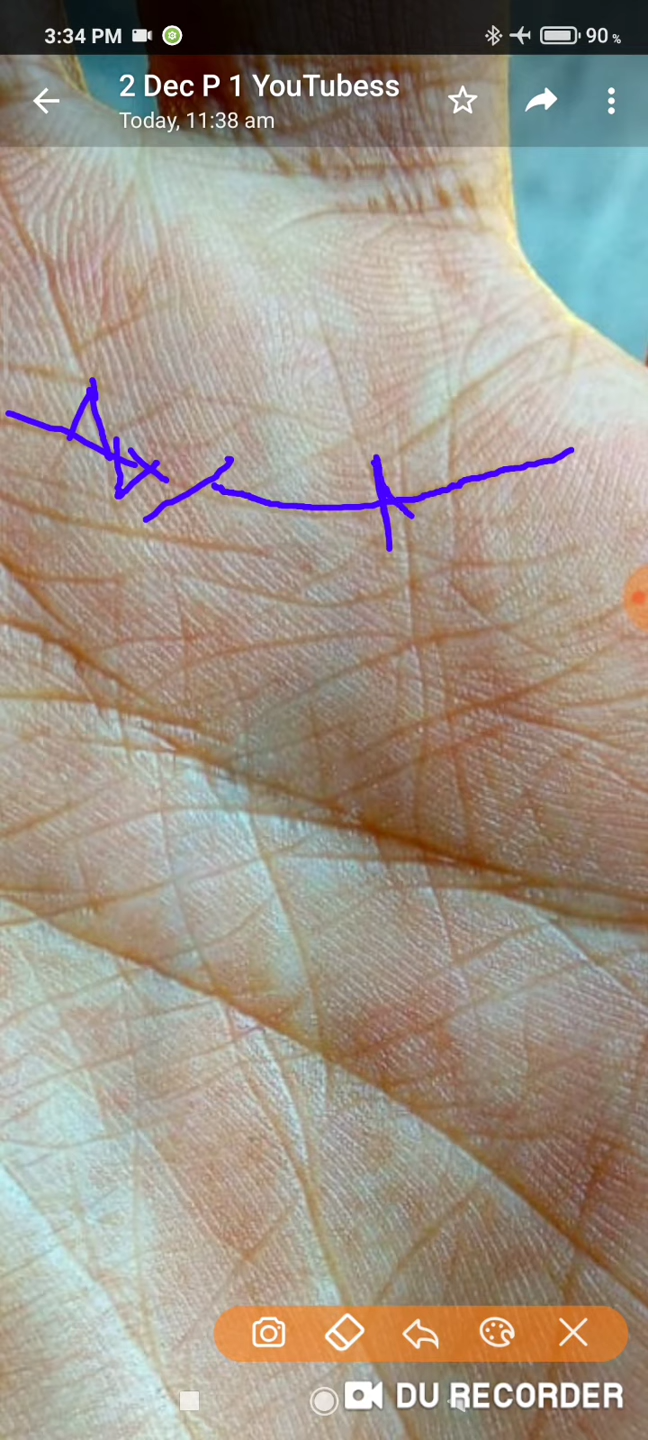 3:34 PM
90 %
2 Dec P 1 YouTubess
Today, 11:38 am
DU RECORDER